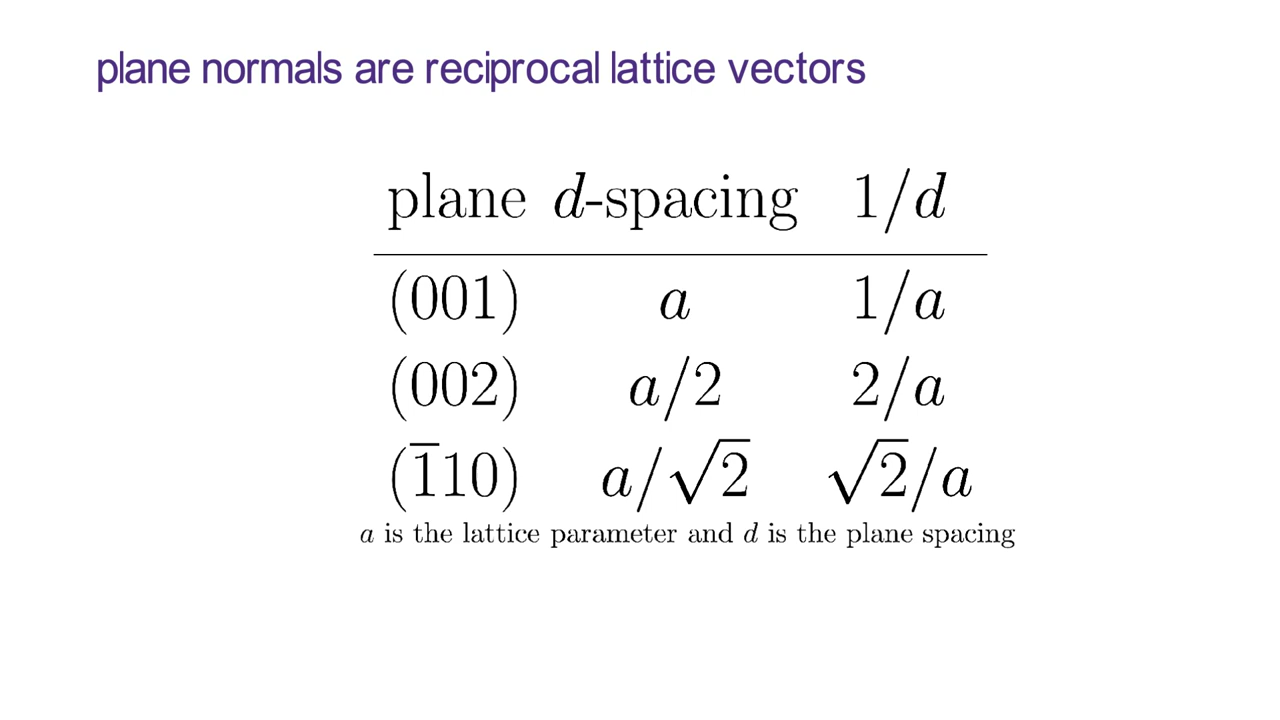 plane normals are reciprocal lattice vectors
plane d-spacing 1/d
(001) a 1/a
(002) a/2 2/a
(1̅10) a/√2 √2/a
a is the lattice parameter and d is the plane spacing